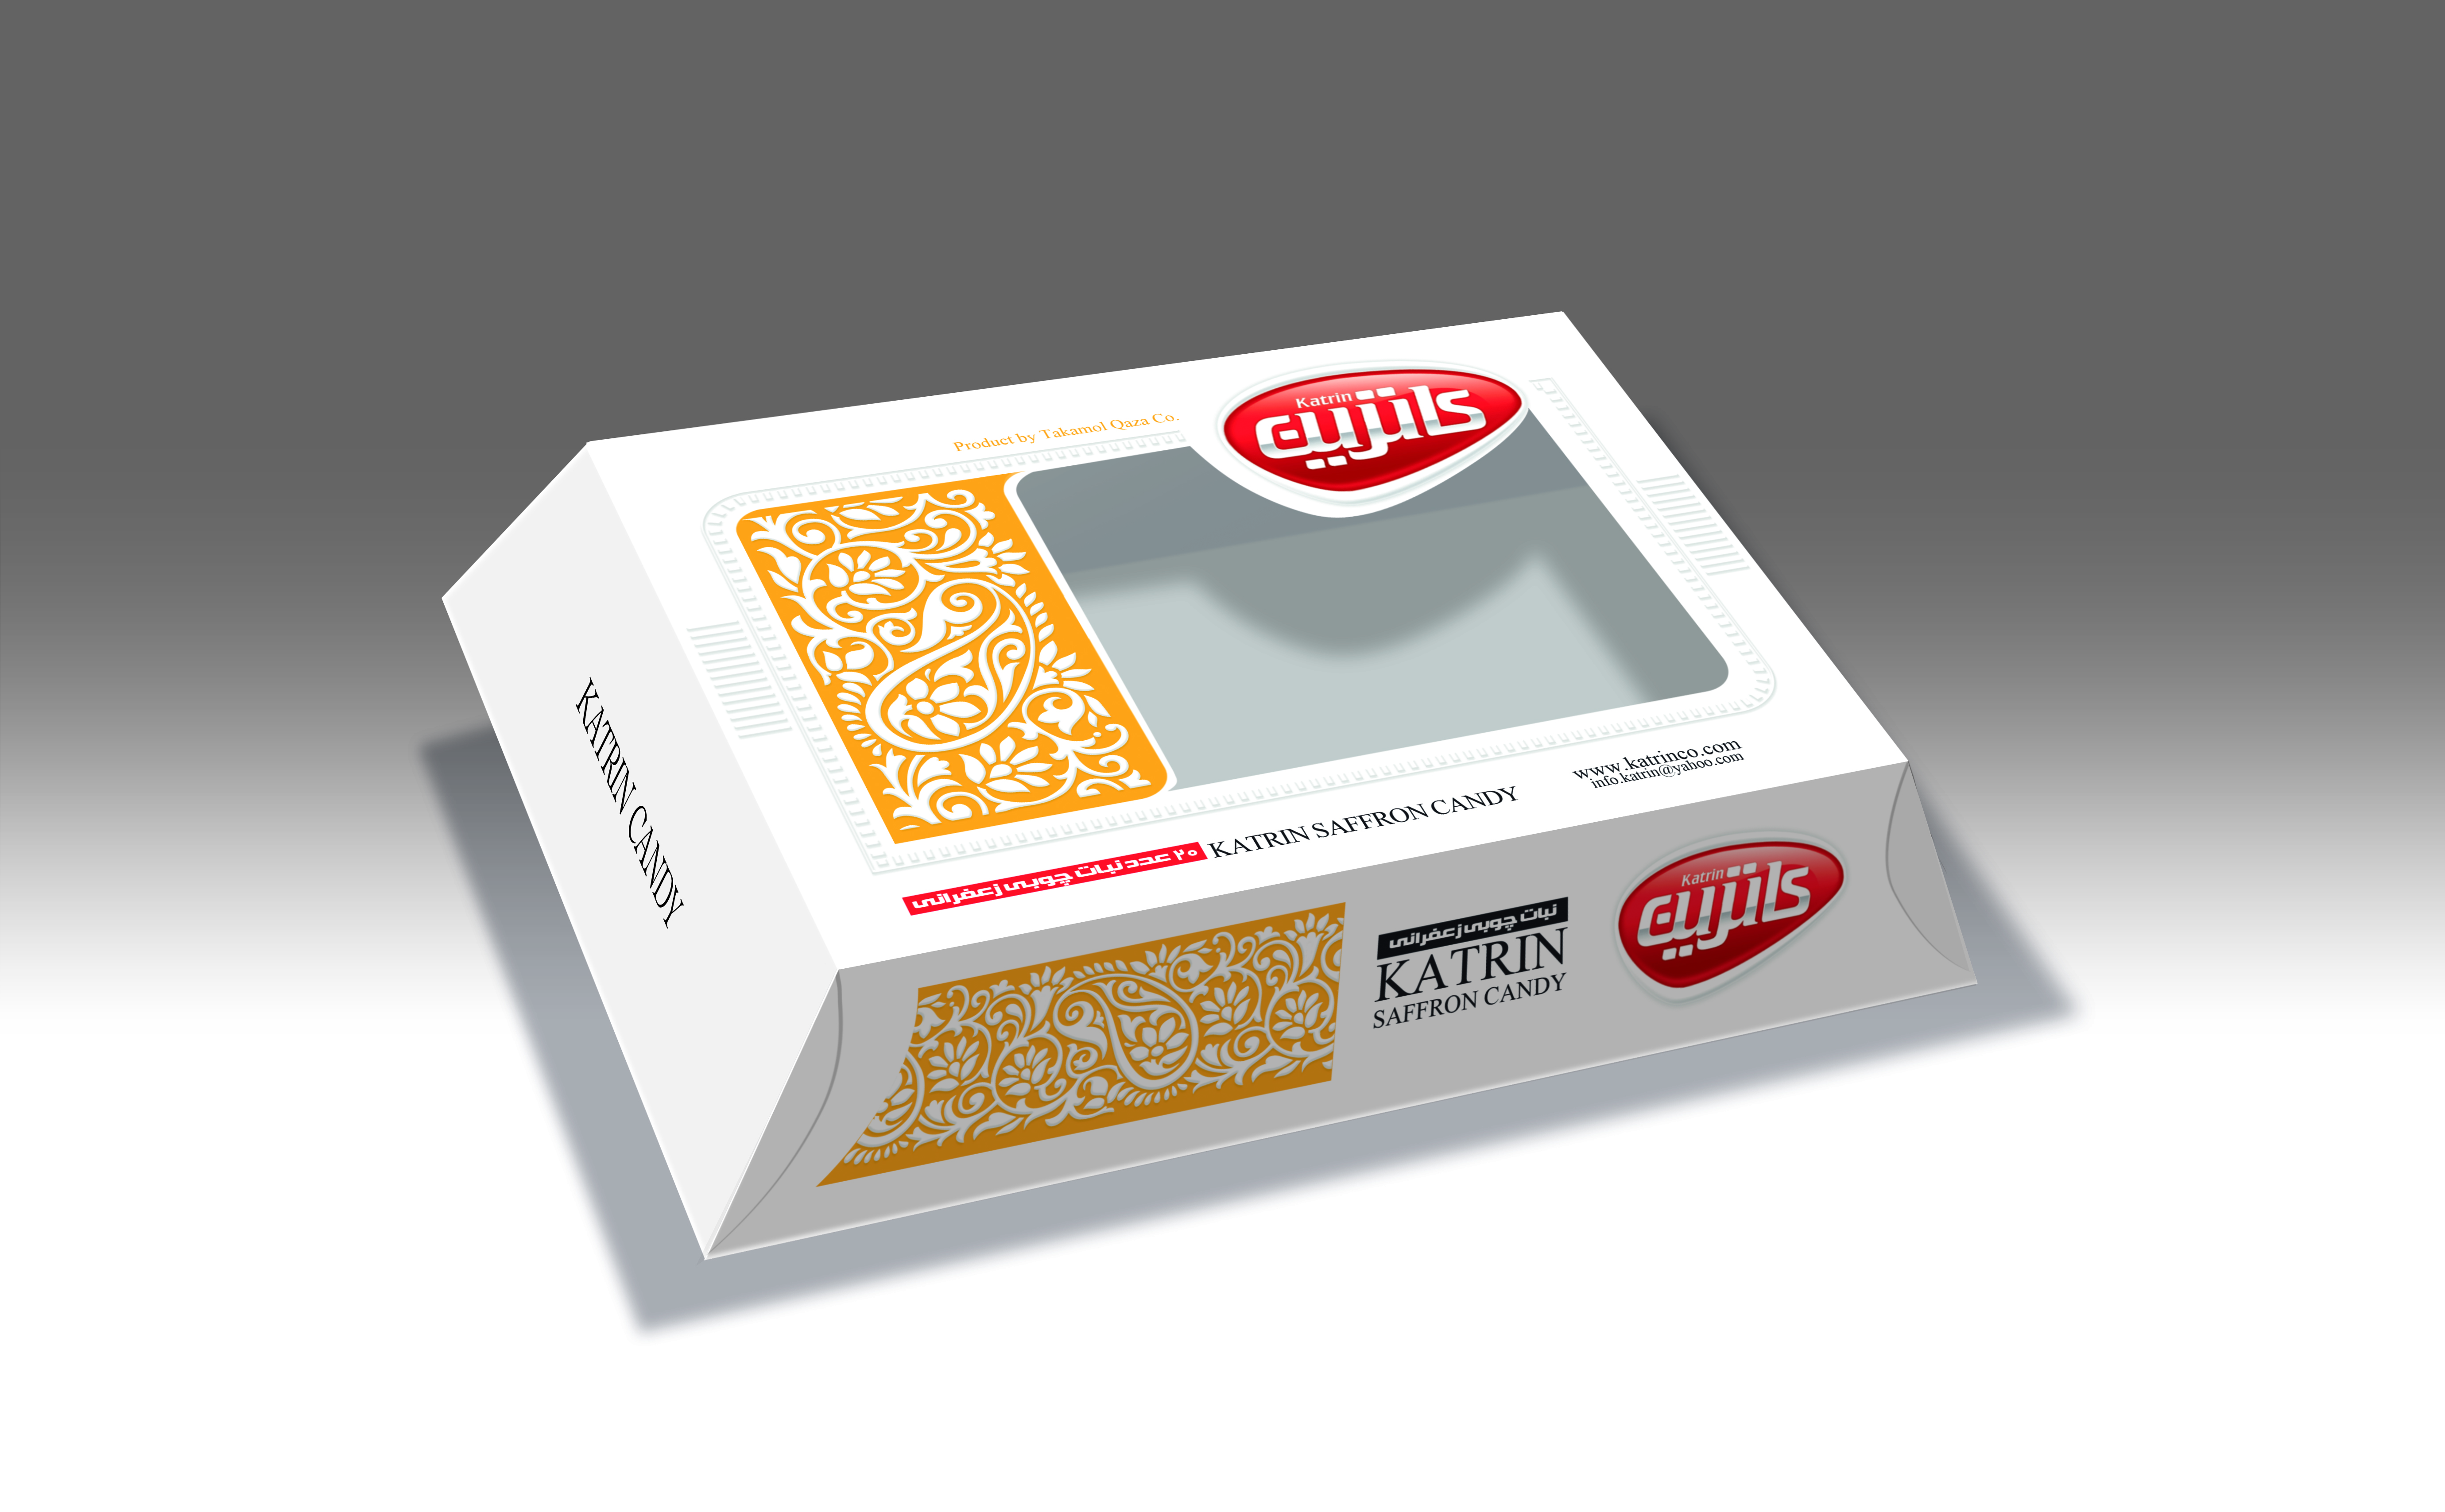 Product by Takamol Qaza Co.
Katrin
کاترین
www.katrinco.com
info.katrin@yahoo.com
۲۰ عدد نبات چوبی زعفرانی KATRIN SAFFRON CANDY
KATRIN CANDY
نبات چوبی زعفرانی
KATRIN
SAFFRON CANDY
Katrin
کاترین